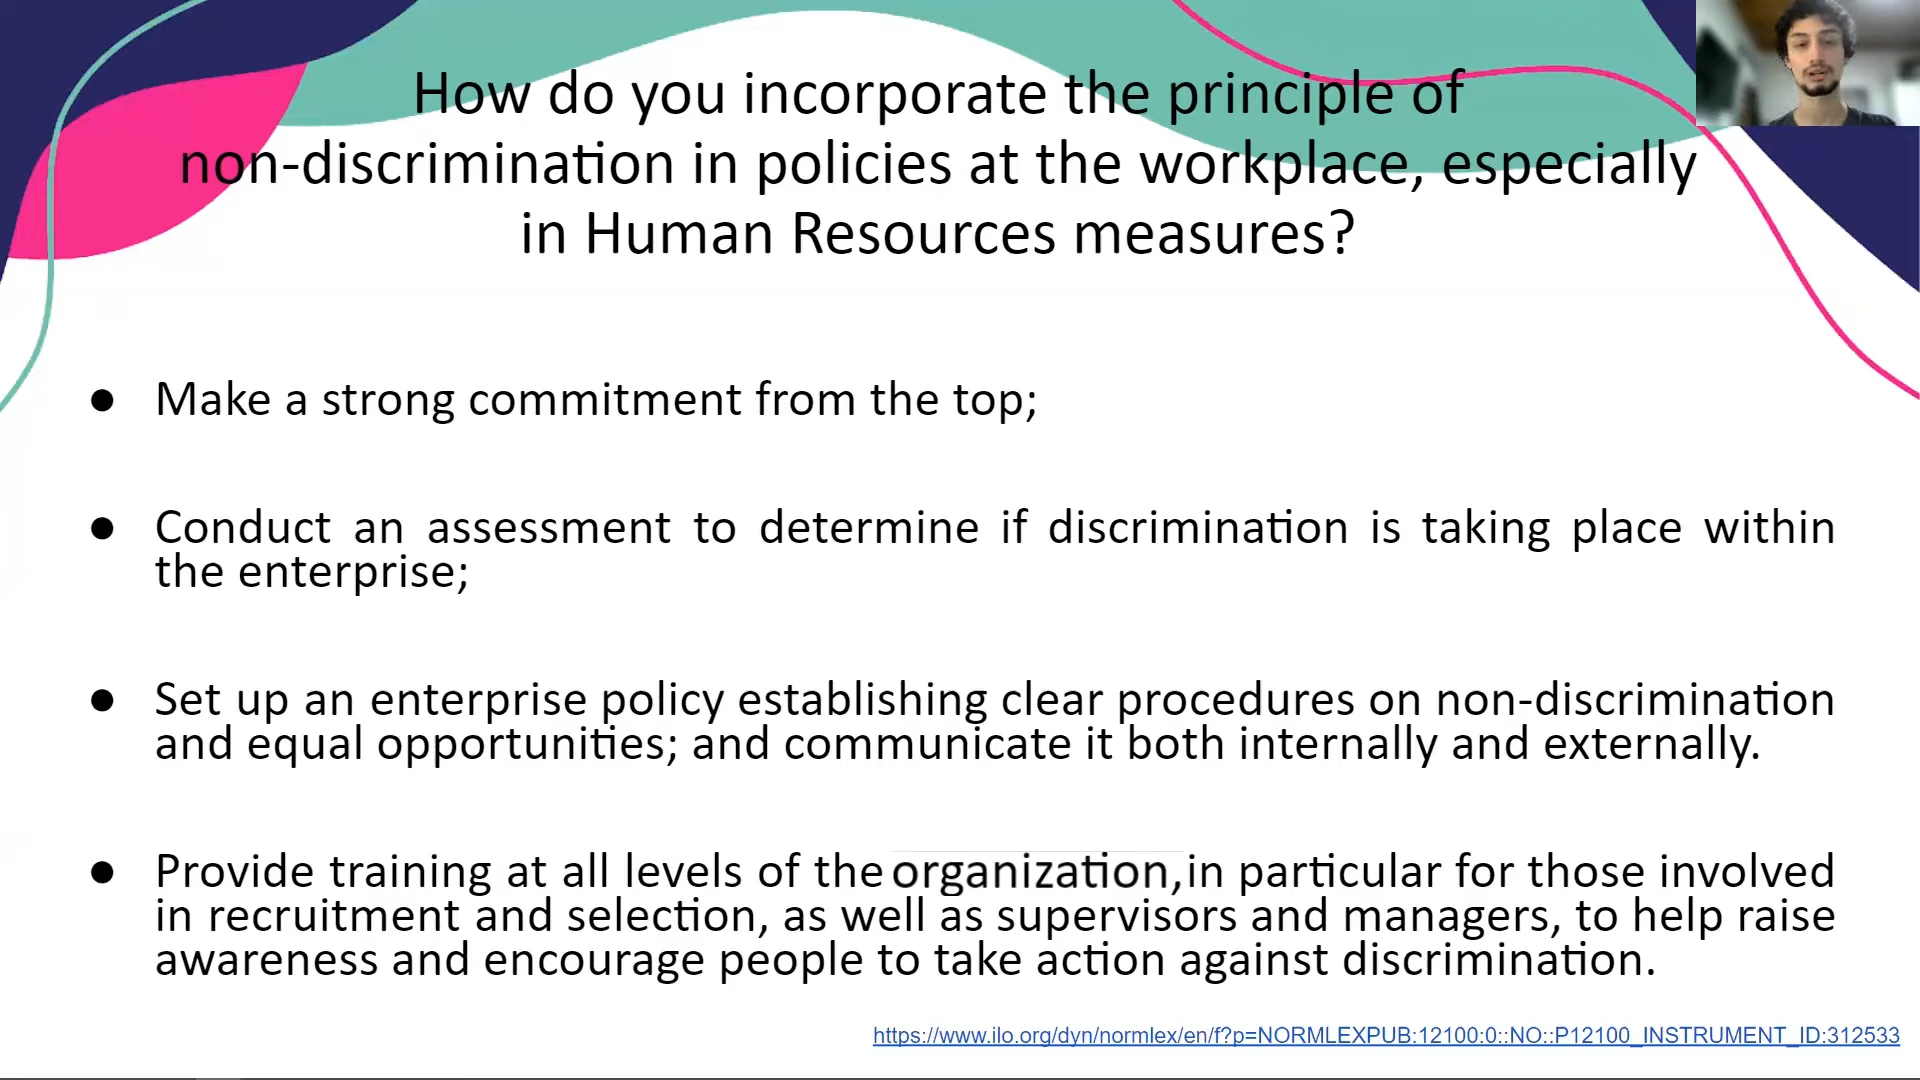 How do you incorporate the principle of
non-discrimination in policies at the workplace, especially
in Human Resources measures?
● Make a strong commitment from the top;
● Conduct an assessment to determine if discrimination is taking place within
the enterprise;
● Set up an enterprise policy establishing clear procedures on non-discrimination
and equal opportunities; and communicate it both internally and externally.
● Provide training at all levels of the organization, in particular for those involved
in recruitment and selection, as well as supervisors and managers, to help raise
awareness and encourage people to take action against discrimination.
https://www.ilo.org/dyn/normlex/en/f?p=NORMLEXPUB:12100:0::NO::P12100_INSTRUMENT_ID:312533